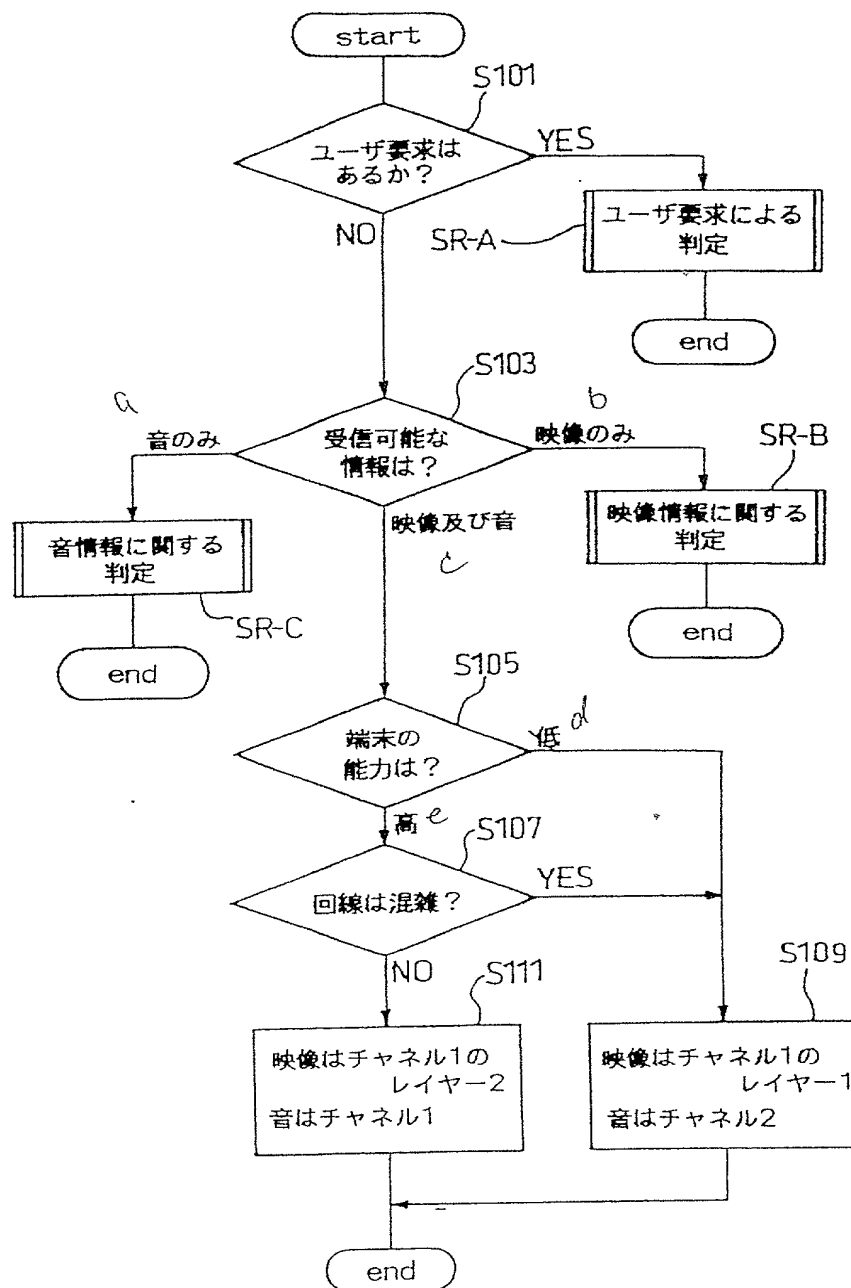 start
S101
ユーザ要求は
あるか？
YES
NO
SR-A
ユーザ要求による
判定
end
S103
a
音のみ
受信可能な
情報は？
b
映像のみ
SR-B
音情報に関する
判定
映像及び音
c
映像情報に関する
判定
SR-C
end
end
S105
端末の
能力は？
低
d
高
e
S107
回線は混雑？
YES
NO
S111
S109
映像はチャネル1の
レイヤー2
音はチャネル1
映像はチャネル1の
レイヤー1
音はチャネル2
end